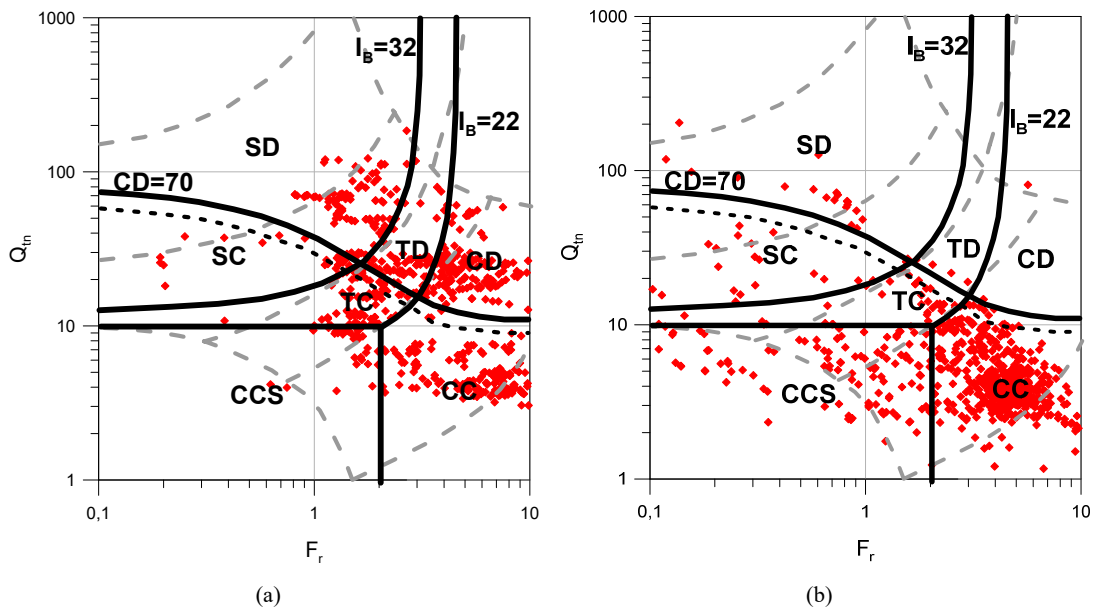 1000
100
10
1
0,1
1
10
Q_tn
F_r
I_B=32
I_B=22
SD
CD=70
SC
TD
CD
TC
CCS
CC
(a)
1000
100
10
1
0,1
1
10
Q_tn
F_r
I_B=32
I_B=22
SD
CD=70
SC
TD
CD
TC
CCS
CC
(b)